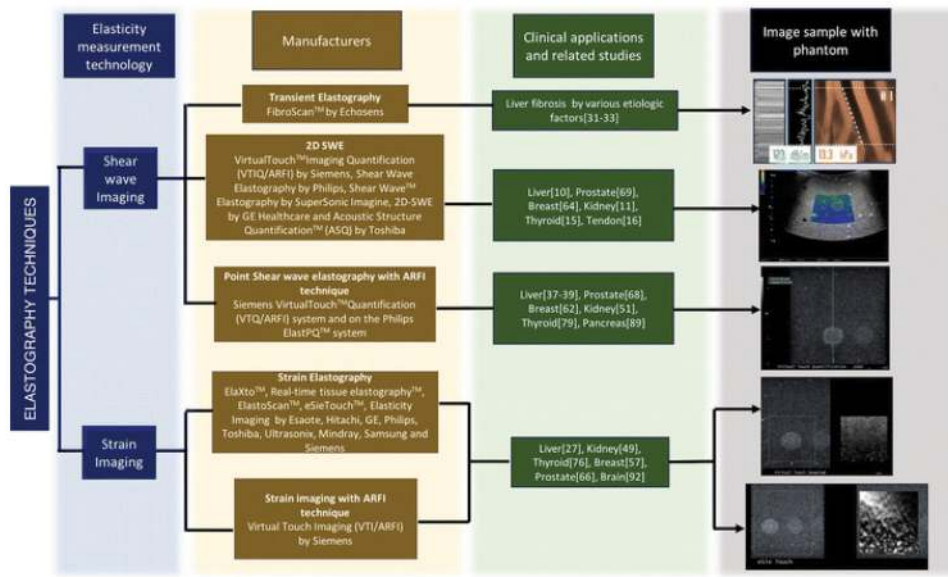 Elasticity
measurement
technology
Manufacturers
Clinical applications
and related studies
Image sample with
phantom
ELASTOGRAPHY TECHNIQUES
Shear
wave
Imaging
Transient Elastography
FibroScan™ by Echosens
Liver fibrosis by various etiologic
factors[31-33]
2D SWE
VirtualTouch™Imaging Quantification
(VTIQ/ARFI) by Siemens, Shear Wave
Elastography by Philips, Shear Wave™
Elastography by SuperSonic Imagine, 2D-SWE
by GE Healthcare and Acoustic Structure
Quantification™ (ASQ) by Toshiba
Liver[10], Prostate[69],
Breast[64], Kidney[11],
Thyroid[15], Tendon[16]
Point Shear wave elastography with ARFI
technique
Siemens VirtualTouch™Quantification
(VTQ/ARFI) system and on the Philips
ElastPQ™ system
Liver[37-39], Prostate[68],
Breast[62], Kidney[51],
Thyroid[79], Pancreas[89]
Strain
Imaging
Strain Elastography
ElaXto™, Real-time tissue elastography™,
ElastoScan™, eSieTouch™, Elasticity
Imaging by Esaote, Hitachi, GE, Philips,
Toshiba, Ultrasonix, Mindray, Samsung and
Siemens
Strain imaging with ARFI
technique
Virtual Touch Imaging (VTI/ARFI)
by Siemens
Liver[27], Kidney[49],
Thyroid[76], Breast[57],
Prostate[66], Brain[92]
kPa